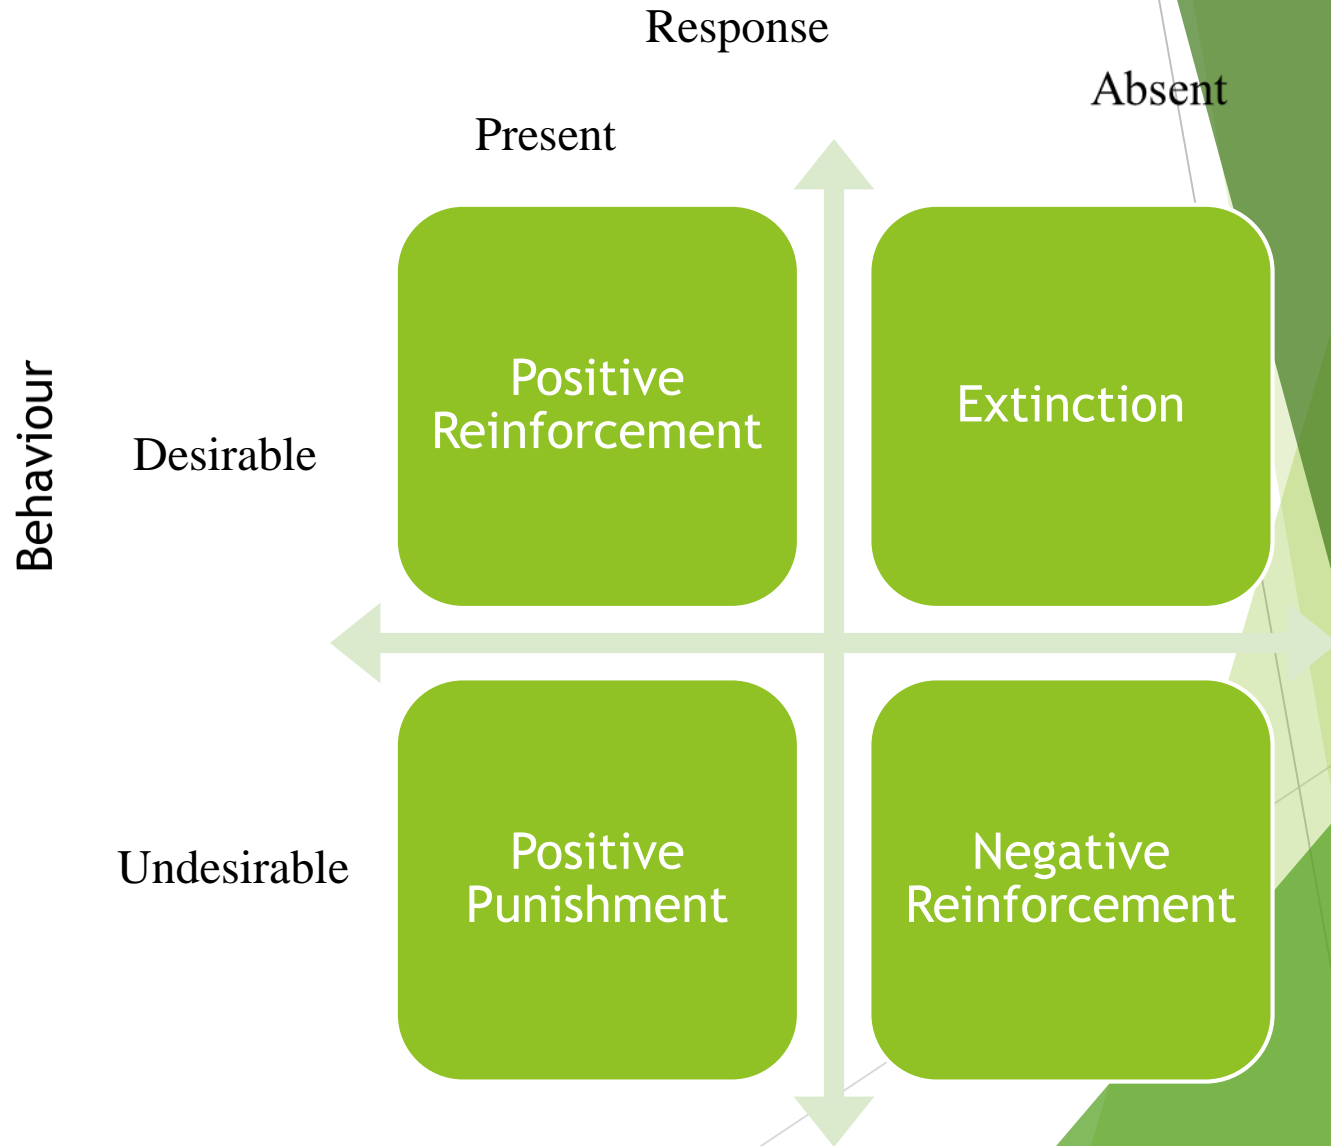 Response
Absent
Present
Positive
Reinforcement
Extinction
Behaviour
Desirable
Positive
Punishment
Negative
Reinforcement
Undesirable